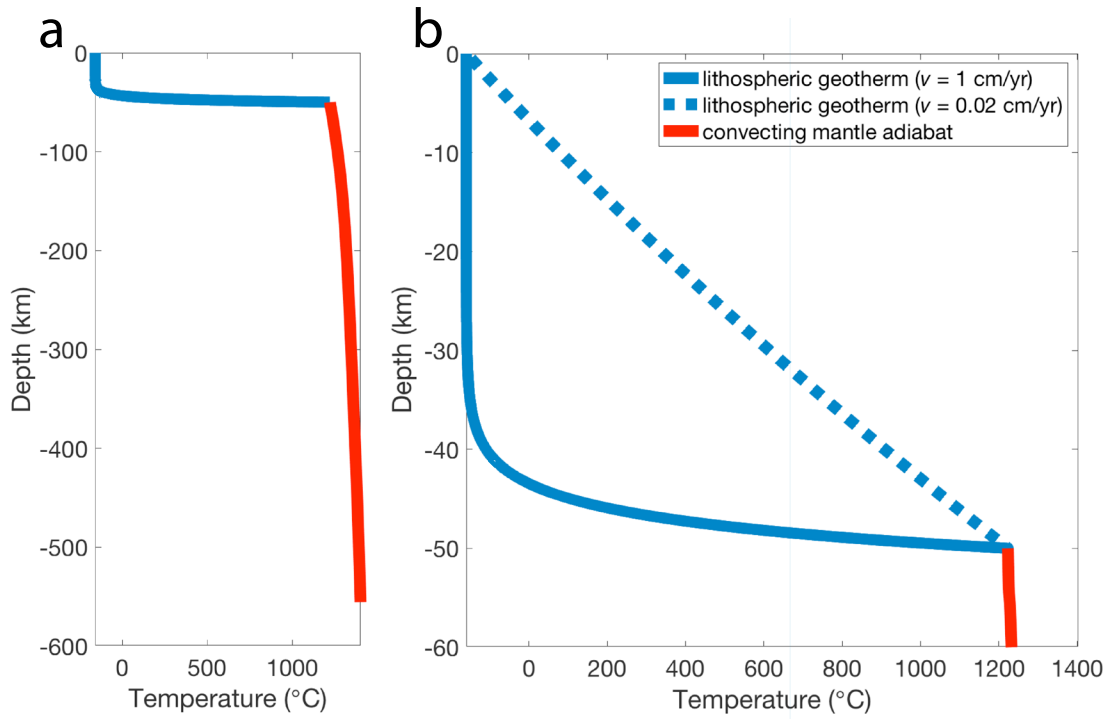 a
0
-100
-200
-300
-400
-500
-600
Depth (km)
0 500 1000
Temperature (°C)
b
0
-10
-20
-30
-40
-50
-60
Depth (km)
0 200 400 600 800 1000 1200 1400
Temperature (°C)
lithospheric geotherm (v = 1 cm/yr)
lithospheric geotherm (v = 0.02 cm/yr)
convecting mantle adiabat